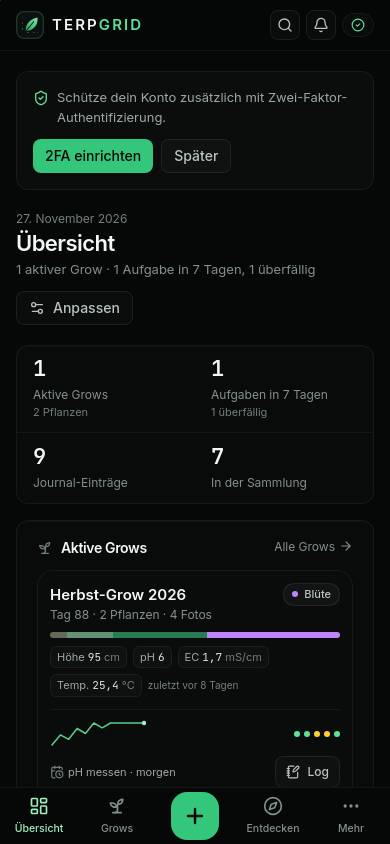 TERPGRID
Schütze dein Konto zusätzlich mit Zwei-Faktor-
Authentifizierung.
2FA einrichten
Später
27. November 2026
Übersicht
1 aktiver Grow · 1 Aufgabe in 7 Tagen, 1 überfällig
Anpassen
1
Aktive Grows
2 Pflanzen
1
Aufgaben in 7 Tagen
1 überfällig
9
Journal-Einträge
7
In der Sammlung
Aktive Grows
Alle Grows →
Herbst-Grow 2026
Blüte
Tag 88 · 2 Pflanzen · 4 Fotos
Höhe 95 cm
pH 6
EC 1,7 mS/cm
Temp. 25,4 °C
zuletzt vor 8 Tagen
pH messen · morgen
Log
Übersicht
Grows
Entdecken
Mehr